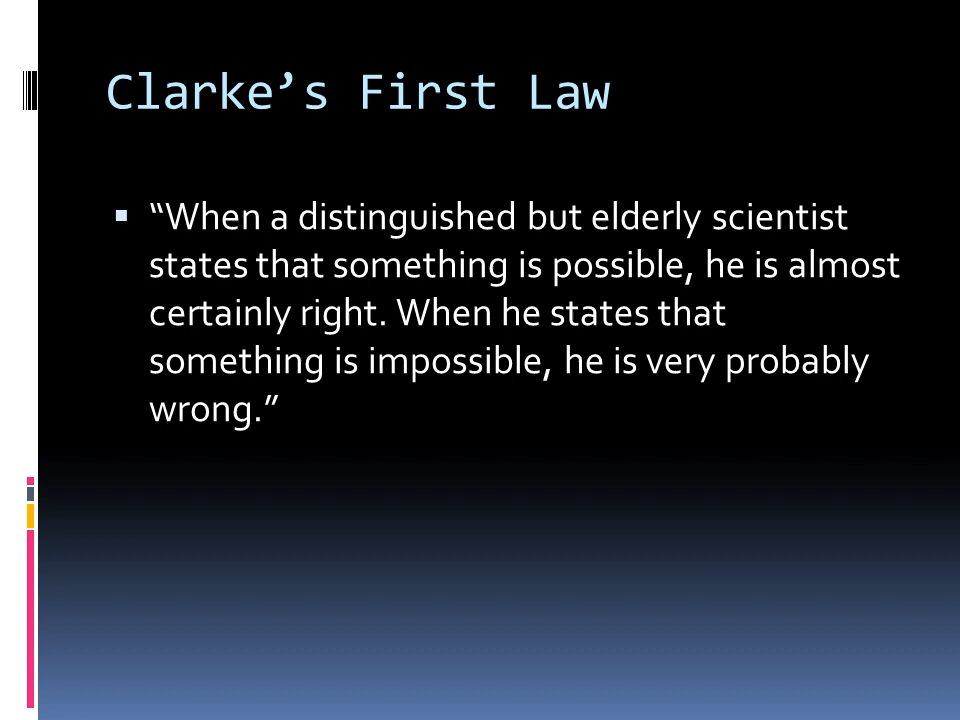 Clarke’s First Law
▪ “When a distinguished but elderly scientist
states that something is possible, he is almost
certainly right. When he states that
something is impossible, he is very probably
wrong.”